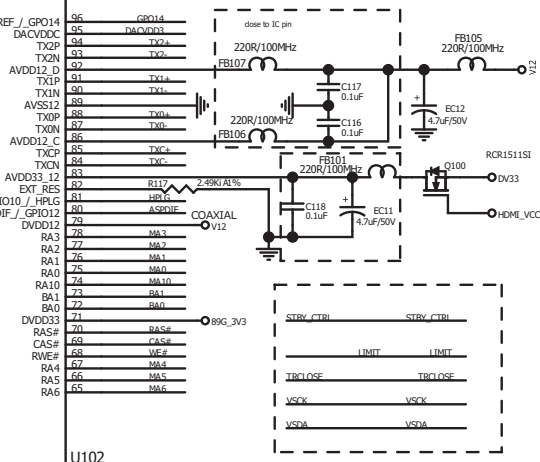 REF_/_GPO14 96 GPO14
DACVDDC 95 DACVDD3
TX2P 94 TX2+
TX2N 93 TX2-
AVDD12_D 92
TX1P 91 TX1+
TX1N 90 TX1-
AVSS12 89
TX0P 88 TX0+
TX0N 87 TX0-
AVDD12_C 86
TXCP 85 TXC+
TXCN 84 TXC-
AVDD33_12 83
EXT_RES 82
IO10_/_HPLG 81 HPLG
DIF_/_GPIO12 80 ASPDIF
DVDD12 79
RA3 78 MA3
RA2 77 MA2
RA1 76 MA1
RA0 75 MA0
RA10 74 MA10
BA1 73 BA1
BA0 72 BA0
DVDD33 71
RAS# 70 RAS#
CAS# 69 CAS#
RWE# 68 WE#
RA4 67 MA4
RA5 66 MA5
RA6 65 MA6
U102
close to IC pin
220R/100MHz
FB107
C117
0.1uF
C116
0.1uF
220R/100MHz
FB106
FB105
220R/100MHz
V12
+
EC12
4.7uF/50V
FB101
220R/100MHz
R117 2.49Ki A1%
C118
0.1uF
+
EC11
4.7uF/50V
Q100
RCR1511SI
DV33
HDMI_VCC
COAXIAL
V12
89G_3V3
STBY_CTRL STBY_CTRL
LIMIT LIMIT
TRCLOSE TRCLOSE
VSCK VSCK
VSDA VSDA